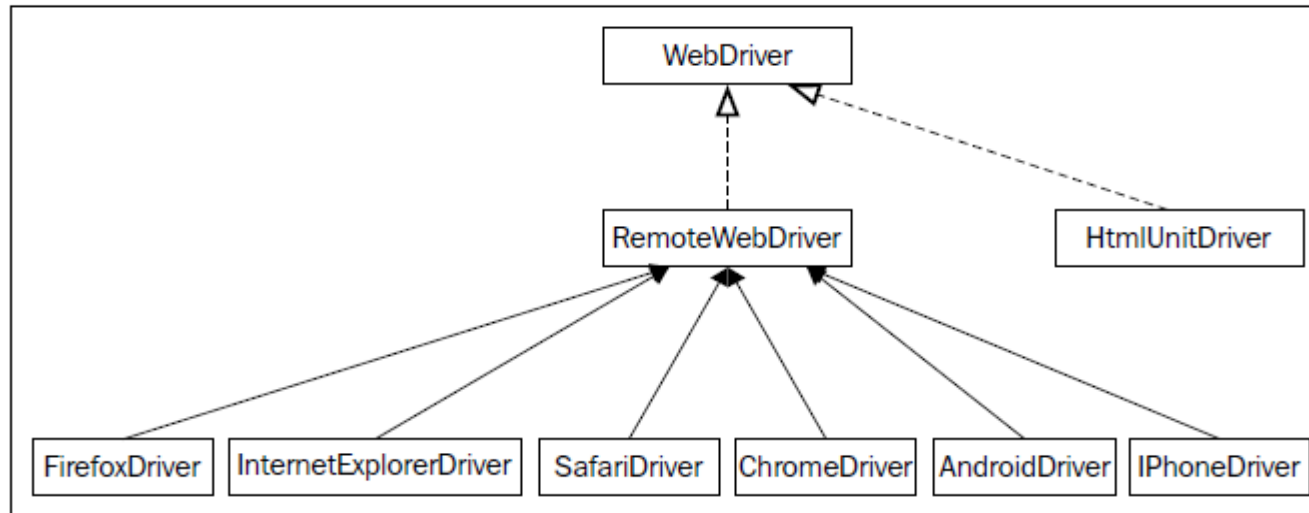 WebDriver
RemoteWebDriver
HtmlUnitDriver
FirefoxDriver
InternetExplorerDriver
SafariDriver
ChromeDriver
AndroidDriver
IPhoneDriver